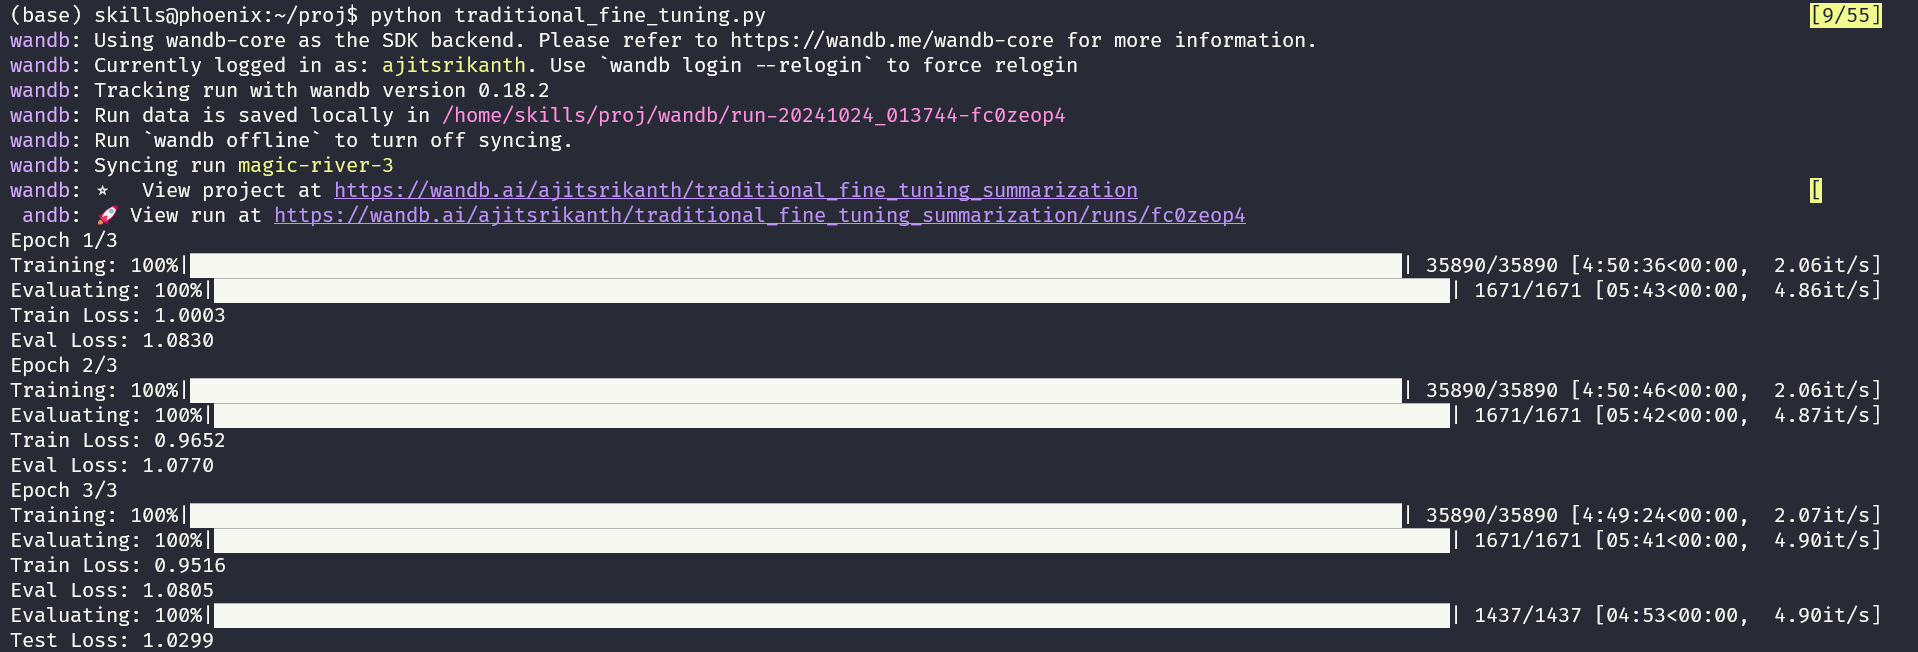 (base) skills@phoenix:~/proj$ python traditional_fine_tuning.py [9/55]
wandb: Using wandb-core as the SDK backend. Please refer to https://wandb.me/wandb-core for more information.
wandb: Currently logged in as: ajitsrikanth. Use `wandb login --relogin` to force relogin
wandb: Tracking run with wandb version 0.18.2
wandb: Run data is saved locally in /home/skills/proj/wandb/run-20241024_013744-fc0zeop4
wandb: Run `wandb offline` to turn off syncing.
wandb: Syncing run magic-river-3
wandb: ⭐ View project at https://wandb.ai/ajitsrikanth/traditional_fine_tuning_summarization [
andb: 🚀 View run at https://wandb.ai/ajitsrikanth/traditional_fine_tuning_summarization/runs/fc0zeop4
Epoch 1/3
Training: 100%| | 35890/35890 [4:50:36<00:00, 2.06it/s]
Evaluating: 100%| | 1671/1671 [05:43<00:00, 4.86it/s]
Train Loss: 1.0003
Eval Loss: 1.0830
Epoch 2/3
Training: 100%| | 35890/35890 [4:50:46<00:00, 2.06it/s]
Evaluating: 100%| | 1671/1671 [05:42<00:00, 4.87it/s]
Train Loss: 0.9652
Eval Loss: 1.0770
Epoch 3/3
Training: 100%| | 35890/35890 [4:49:24<00:00, 2.07it/s]
Evaluating: 100%| | 1671/1671 [05:41<00:00, 4.90it/s]
Train Loss: 0.9516
Eval Loss: 1.0805
Evaluating: 100%| | 1437/1437 [04:53<00:00, 4.90it/s]
Test Loss: 1.0299